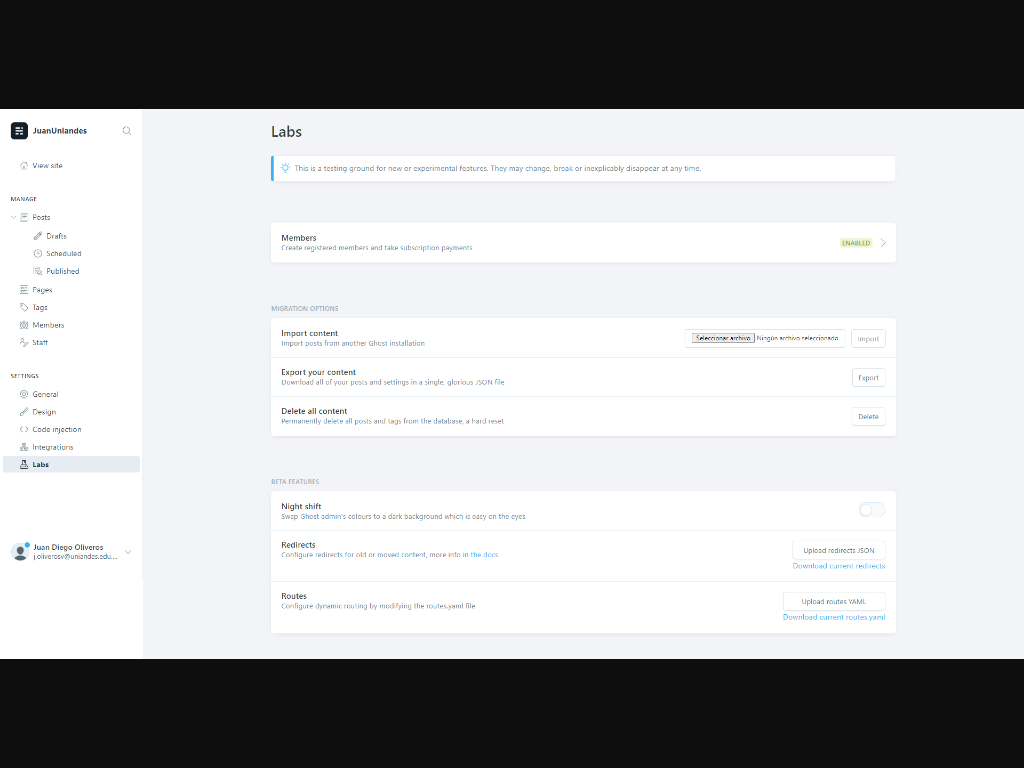 JuanUniandes
View site
MANAGE
Posts
Drafts
Scheduled
Published
Pages
Tags
Members
Staff
SETTINGS
General
Design
Code injection
Integrations
Labs
Juan Diego Oliveros
j.oliverosv@uniandes.edu....
Labs
This is a testing ground for new or experimental features. They may change, break or inexplicably disappear at any time.
Members
Create registered members and take subscription payments
ENABLED
MIGRATION OPTIONS
Import content
Import posts from another Ghost installation
Seleccionar archivo Ningún archivo seleccionado
Import
Export your content
Download all of your posts and settings in a single, glorious JSON file
Export
Delete all content
Permanently delete all posts and tags from the database, a hard reset
Delete
BETA FEATURES
Night shift
Swap Ghost admin's colours to a dark background which is easy on the eyes
Redirects
Configure redirects for old or moved content, more info in the docs
Upload redirects JSON
Download current redirects
Routes
Configure dynamic routing by modifying the routes.yaml file
Upload routes YAML
Download current routes.yaml